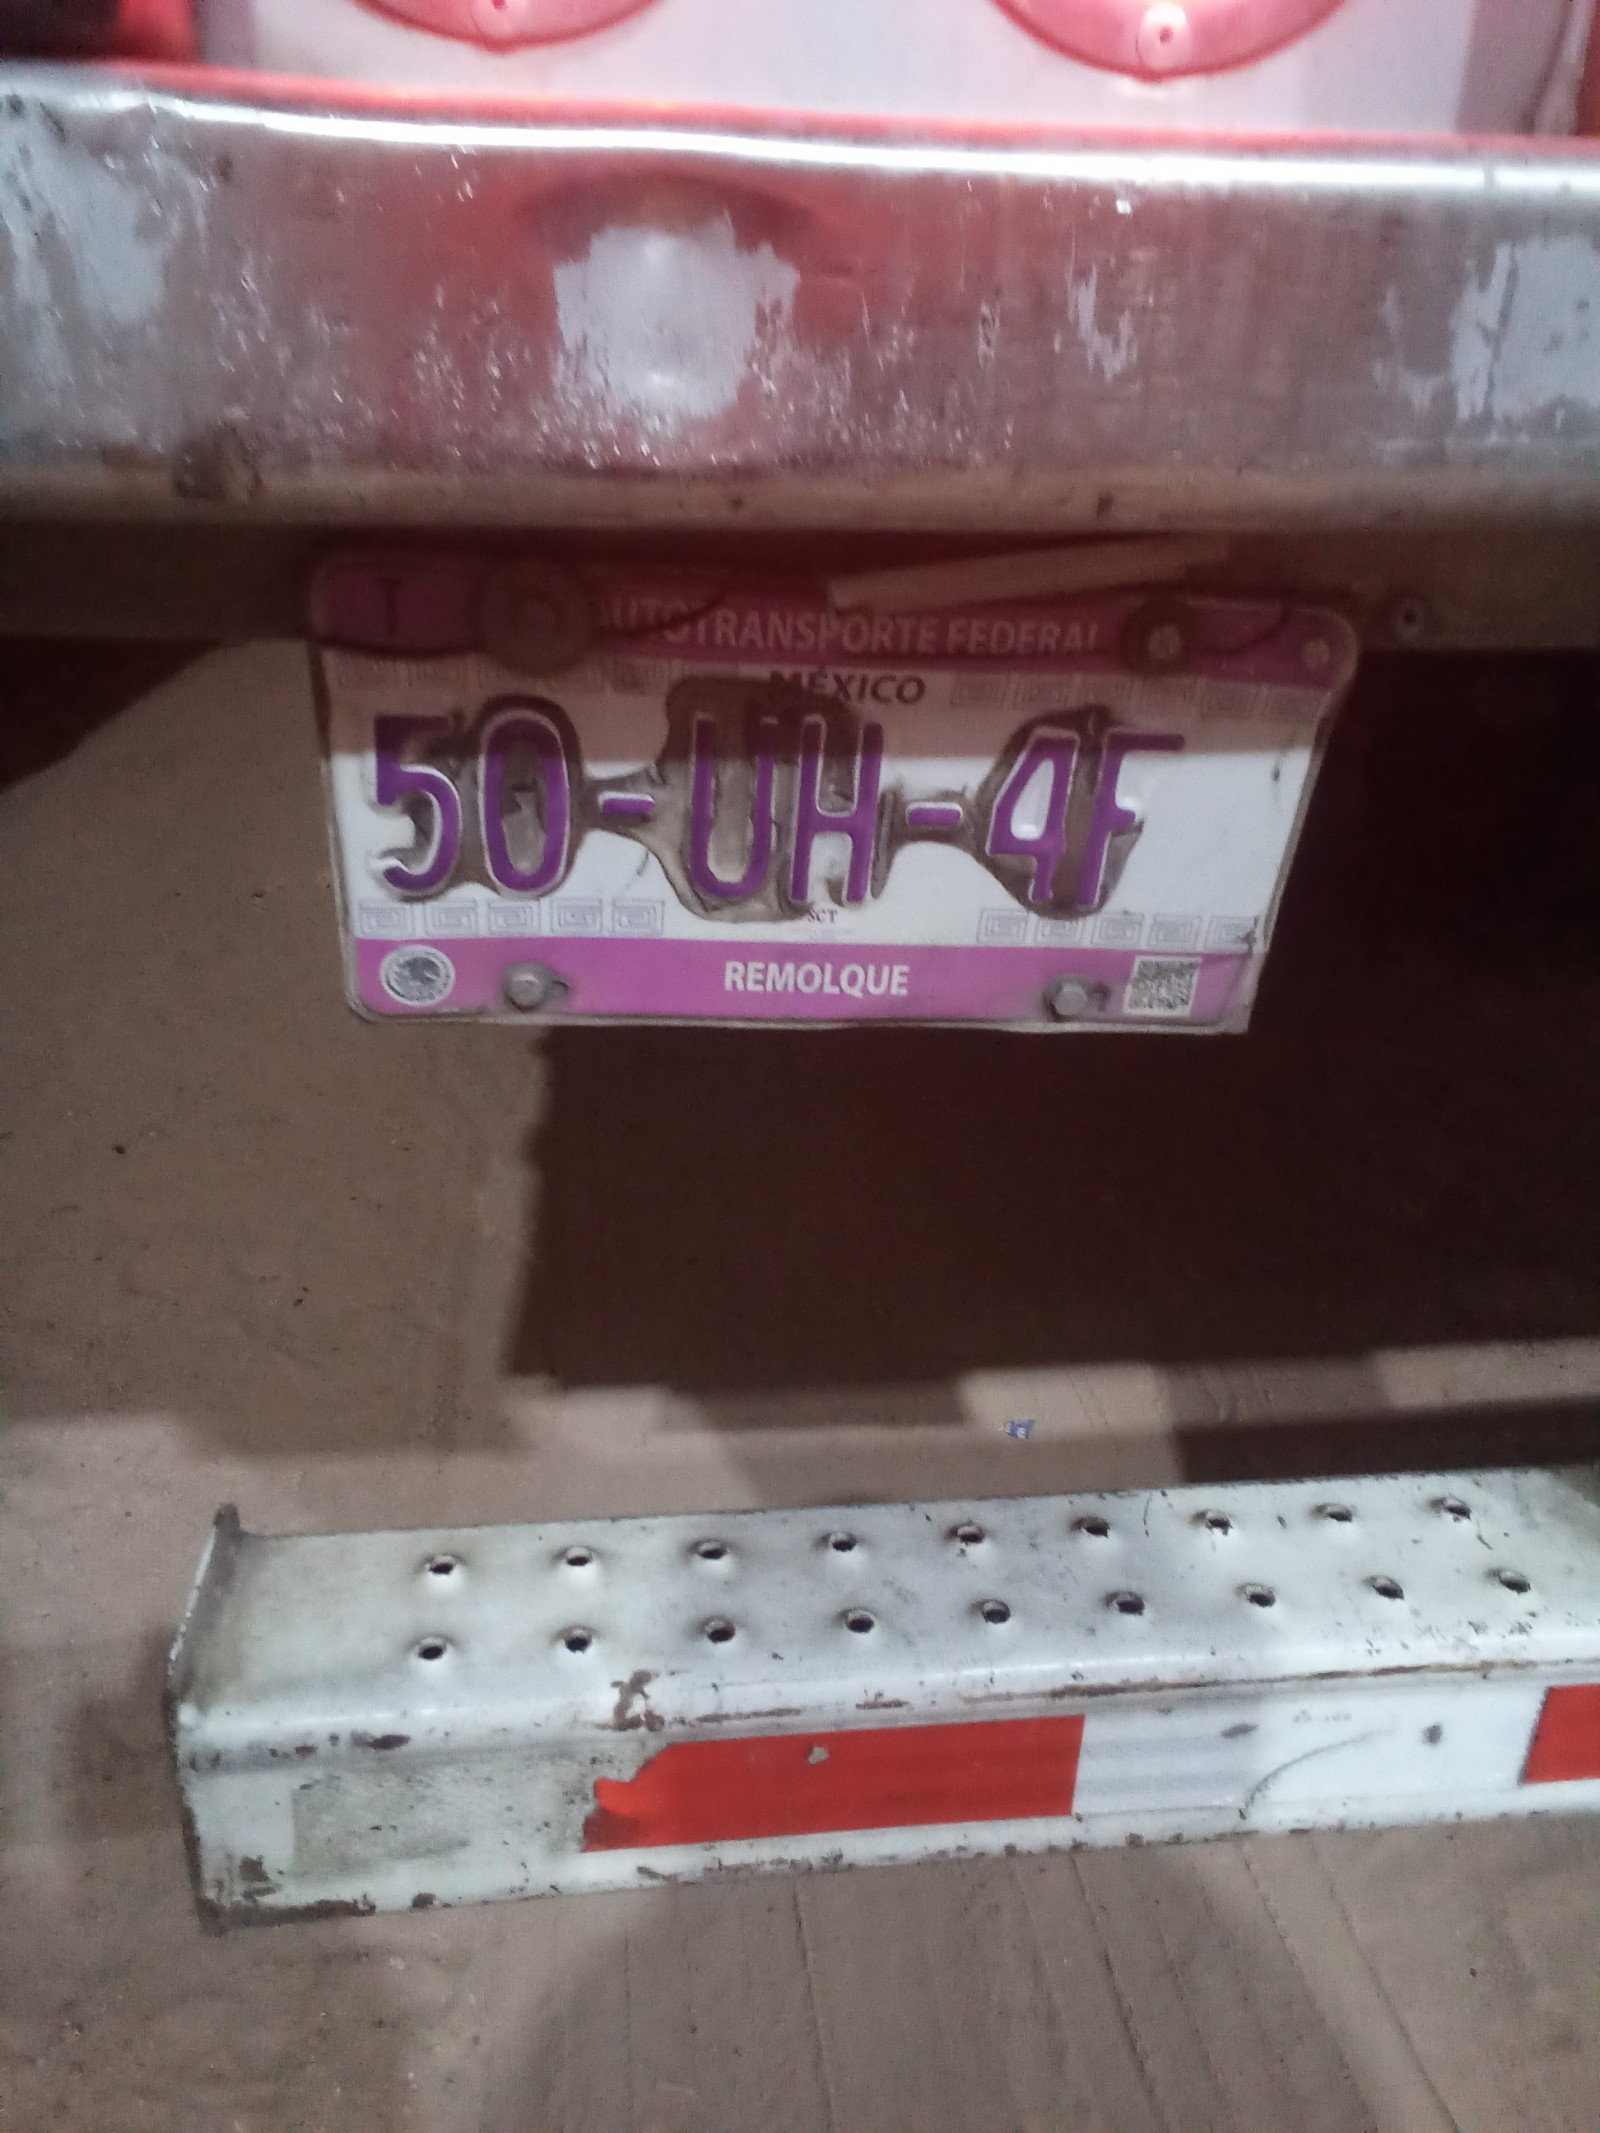 T AUTOTRANSPORTE FEDERAL
MÉXICO
50-UH-4F
SCT
REMOLQUE